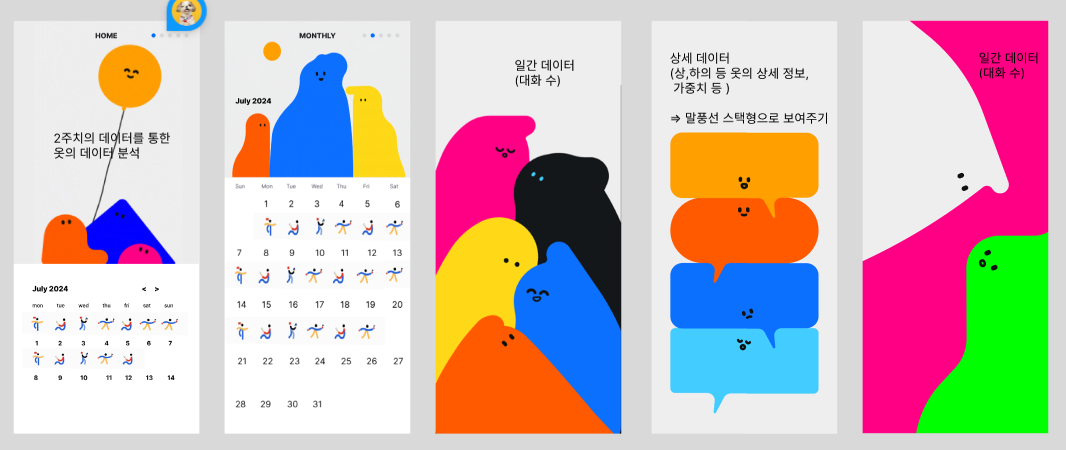 HOME
2주치의 데이터를 통한
옷의 데이터 분석
July 2024
< >
mon tue wed thu fri sat sun
1 2 3 4 5 6 7
8 9 10 11 12 13 14
MONTHLY
July 2024
Sun Mon Tue Wed Thu Fri Sat
1 2 3 4 5 6
7 8 9 10 11 12 13
14 15 16 17 18 19 20
21 22 23 24 25 26 27
28 29 30 31
일간 데이터
(대화 수)
상세 데이터
(상,하의 등 옷의 상세 정보,
가중치 등 )
⇒ 말풍선 스택형으로 보여주기
일간 데이터
(대화 수)